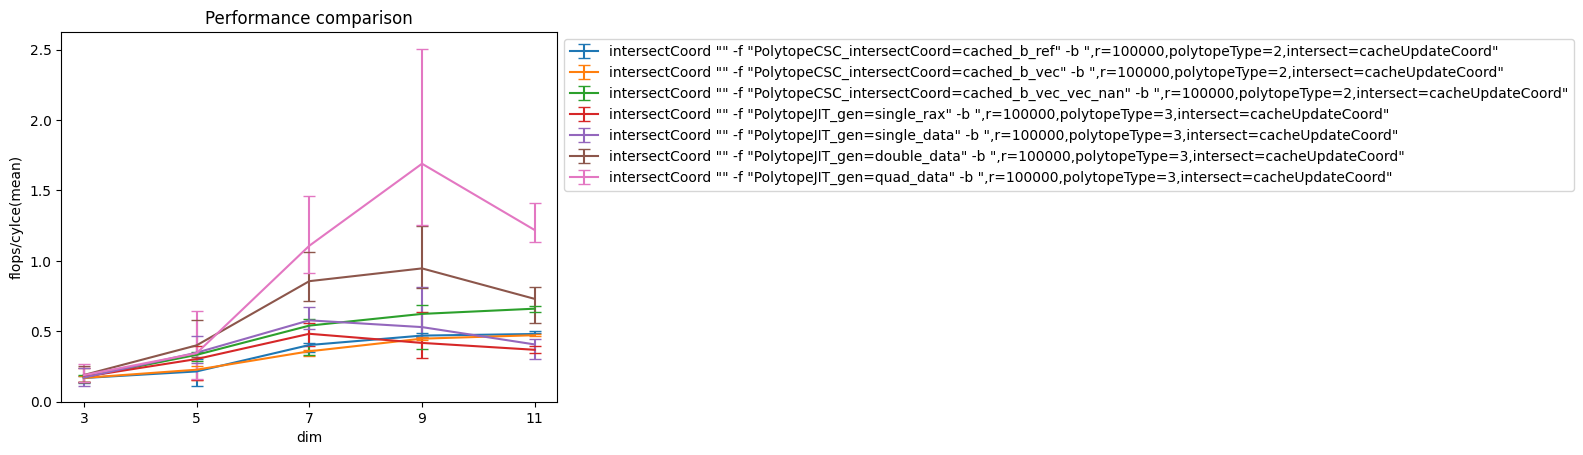 Performance comparison
2.5
2.0
1.5
1.0
0.5
0.0
flops/cylce(mean)
3 5 7 9 11
dim
intersectCoord "" -f "PolytopeCSC_intersectCoord=cached_b_ref" -b ",r=100000,polytopeType=2,intersect=cacheUpdateCoord"
intersectCoord "" -f "PolytopeCSC_intersectCoord=cached_b_vec" -b ",r=100000,polytopeType=2,intersect=cacheUpdateCoord"
intersectCoord "" -f "PolytopeCSC_intersectCoord=cached_b_vec_vec_nan" -b ",r=100000,polytopeType=2,intersect=cacheUpdateCoord"
intersectCoord "" -f "PolytopeJIT_gen=single_rax" -b ",r=100000,polytopeType=3,intersect=cacheUpdateCoord"
intersectCoord "" -f "PolytopeJIT_gen=single_data" -b ",r=100000,polytopeType=3,intersect=cacheUpdateCoord"
intersectCoord "" -f "PolytopeJIT_gen=double_data" -b ",r=100000,polytopeType=3,intersect=cacheUpdateCoord"
intersectCoord "" -f "PolytopeJIT_gen=quad_data" -b ",r=100000,polytopeType=3,intersect=cacheUpdateCoord"